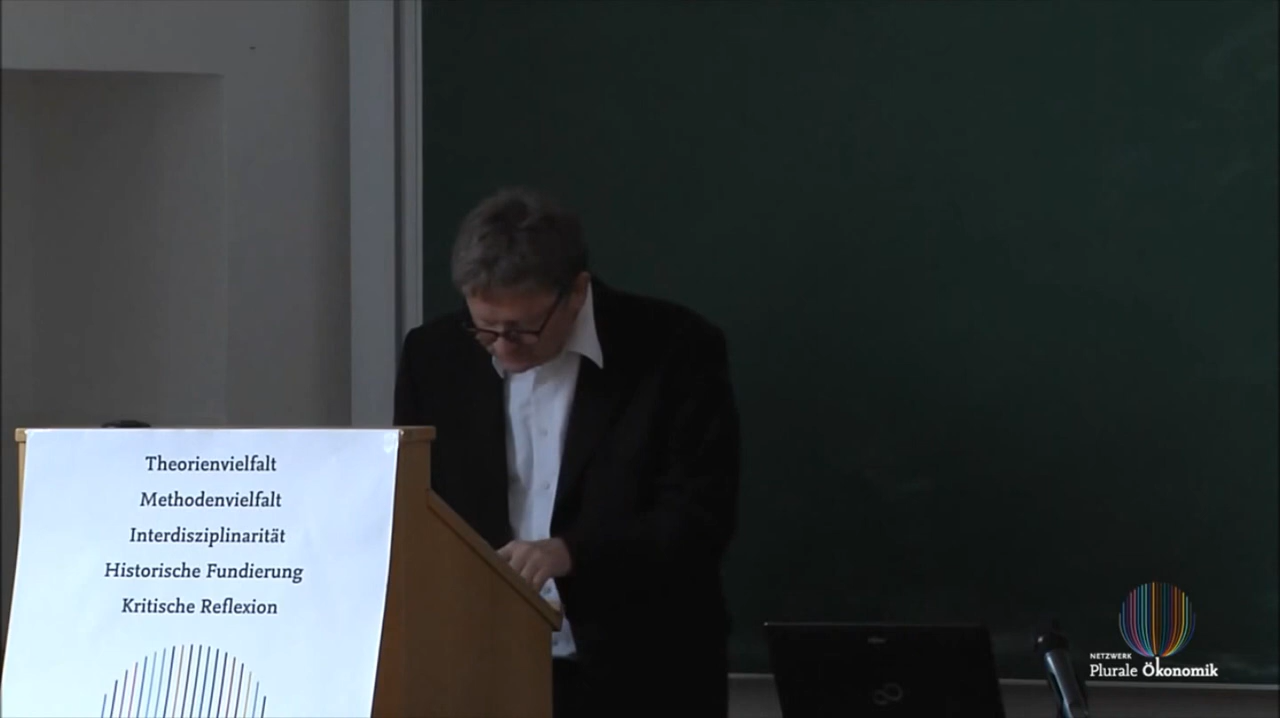 Theorienvielfalt
Methodenvielfalt
Interdisziplinarität
Historische Fundierung
Kritische Reflexion
NETZWERK
Plurale Ökonomik